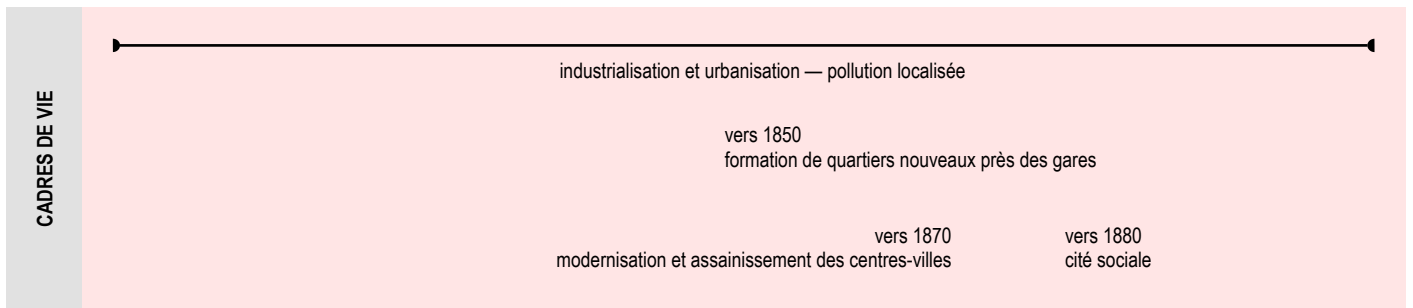 CADRES DE VIE
industrialisation et urbanisation — pollution localisée
vers 1850
formation de quartiers nouveaux près des gares
vers 1870
modernisation et assainissement des centres-villes
vers 1880
cité sociale